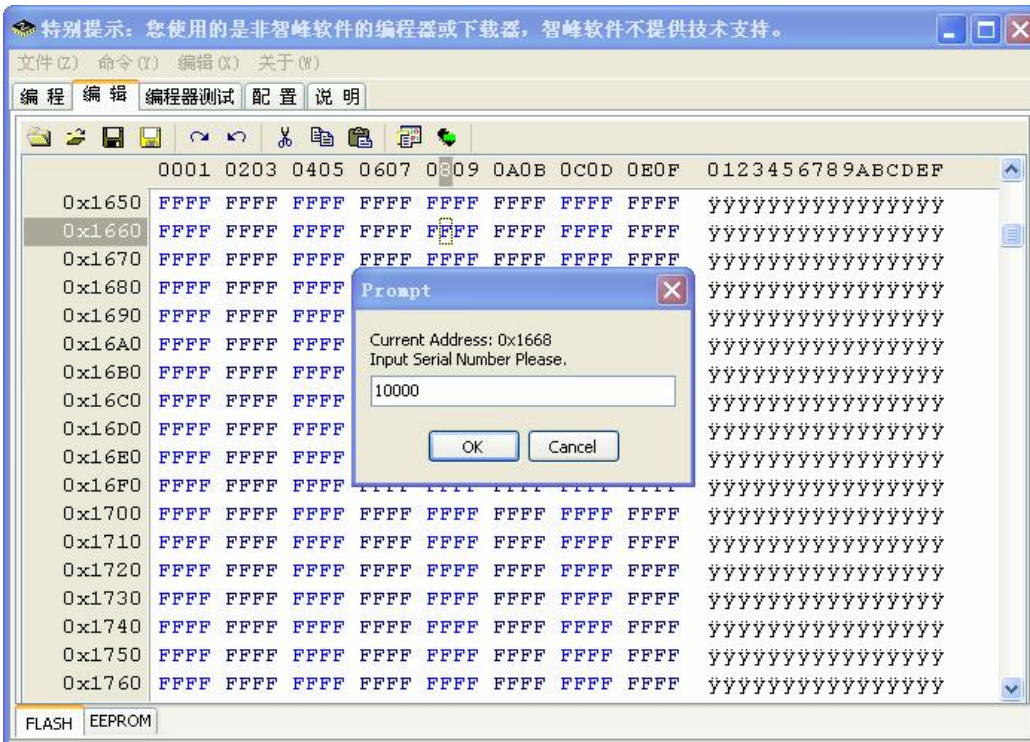 特别提示: 您使用的是非智峰软件的编程器或下载器, 智峰软件不提供技术支持。
文件(Z) 命令(Y) 编辑(X) 关于(W)
编 程 编 辑 编程器测试 配 置 说 明
0001 0203 0405 0607 0809 0A0B 0C0D 0E0F 0123456789ABCDEF
0x1650 FFFF FFFF FFFF FFFF FFFF FFFF FFFF FFFF ÿÿÿÿÿÿÿÿÿÿÿÿÿÿÿÿ
0x1660 FFFF FFFF FFFF FFFF FFFF FFFF FFFF FFFF ÿÿÿÿÿÿÿÿÿÿÿÿÿÿÿÿ
0x1670 FFFF FFFF FFFF FFFF FFFF FFFF FFFF FFFF ÿÿÿÿÿÿÿÿÿÿÿÿÿÿÿÿ
0x1680 FFFF FFFF FFFF ÿÿÿÿÿÿÿÿÿÿÿÿÿÿÿÿ
0x1690 FFFF FFFF FFFF ÿÿÿÿÿÿÿÿÿÿÿÿÿÿÿÿ
0x16A0 FFFF FFFF FFFF ÿÿÿÿÿÿÿÿÿÿÿÿÿÿÿÿ
0x16B0 FFFF FFFF FFFF ÿÿÿÿÿÿÿÿÿÿÿÿÿÿÿÿ
0x16C0 FFFF FFFF FFFF ÿÿÿÿÿÿÿÿÿÿÿÿÿÿÿÿ
0x16D0 FFFF FFFF FFFF ÿÿÿÿÿÿÿÿÿÿÿÿÿÿÿÿ
0x16E0 FFFF FFFF FFFF ÿÿÿÿÿÿÿÿÿÿÿÿÿÿÿÿ
0x16F0 FFFF FFFF FFFF ÿÿÿÿÿÿÿÿÿÿÿÿÿÿÿÿ
0x1700 FFFF FFFF FFFF FFFF FFFF FFFF FFFF FFFF ÿÿÿÿÿÿÿÿÿÿÿÿÿÿÿÿ
0x1710 FFFF FFFF FFFF FFFF FFFF FFFF FFFF FFFF ÿÿÿÿÿÿÿÿÿÿÿÿÿÿÿÿ
0x1720 FFFF FFFF FFFF FFFF FFFF FFFF FFFF FFFF ÿÿÿÿÿÿÿÿÿÿÿÿÿÿÿÿ
0x1730 FFFF FFFF FFFF FFFF FFFF FFFF FFFF FFFF ÿÿÿÿÿÿÿÿÿÿÿÿÿÿÿÿ
0x1740 FFFF FFFF FFFF FFFF FFFF FFFF FFFF FFFF ÿÿÿÿÿÿÿÿÿÿÿÿÿÿÿÿ
0x1750 FFFF FFFF FFFF FFFF FFFF FFFF FFFF FFFF ÿÿÿÿÿÿÿÿÿÿÿÿÿÿÿÿ
0x1760 FFFF FFFF FFFF FFFF FFFF FFFF FFFF FFFF ÿÿÿÿÿÿÿÿÿÿÿÿÿÿÿÿ
Prompt
Current Address: 0x1668
Input Serial Number Please.
10000
OK Cancel
FLASH EEPROM